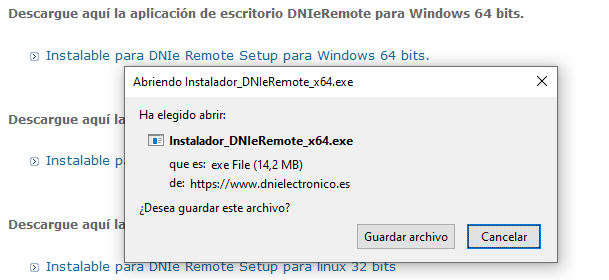 Descargue aquí la aplicación de escritorio DNIeRemote para Windows 64 bits.
Instalable para DNIe Remote Setup para Windows 64 bits.
Abriendo Instalador_DNIeRemote_x64.exe
Ha elegido abrir:
Descargue aquí la
Instalador_DNIeRemote_x64.exe
Instalable pa
que es: exe File (14,2 MB)
de: https://www.dnielectronico.es
¿Desea guardar este archivo?
Descargue aquí la
Guardar archivo Cancelar
Instalable para DNIe Remote Setup para linux 32 bits